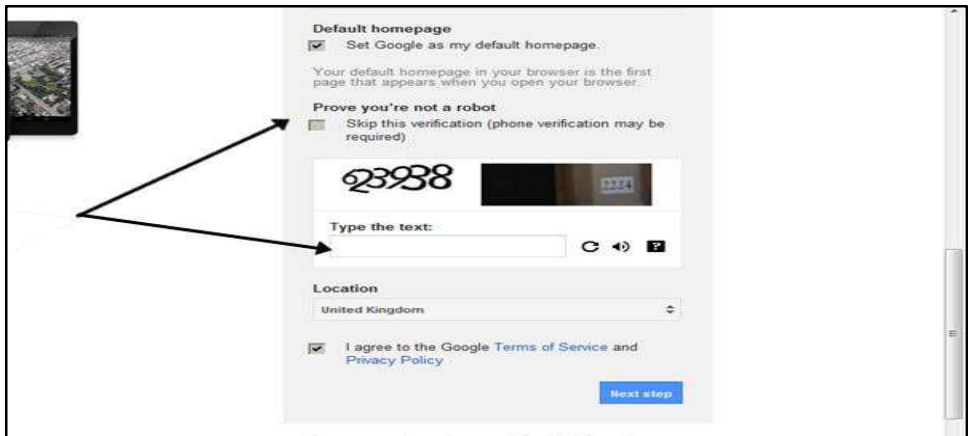 Default homepage
Set Google as my default homepage.
Your default homepage in your browser is the first
page that appears when you open your browser.
Prove you're not a robot
Skip this verification (phone verification may be
required)
23938
Type the text:
Location
United Kingdom
I agree to the Google Terms of Service and
Privacy Policy
Next step